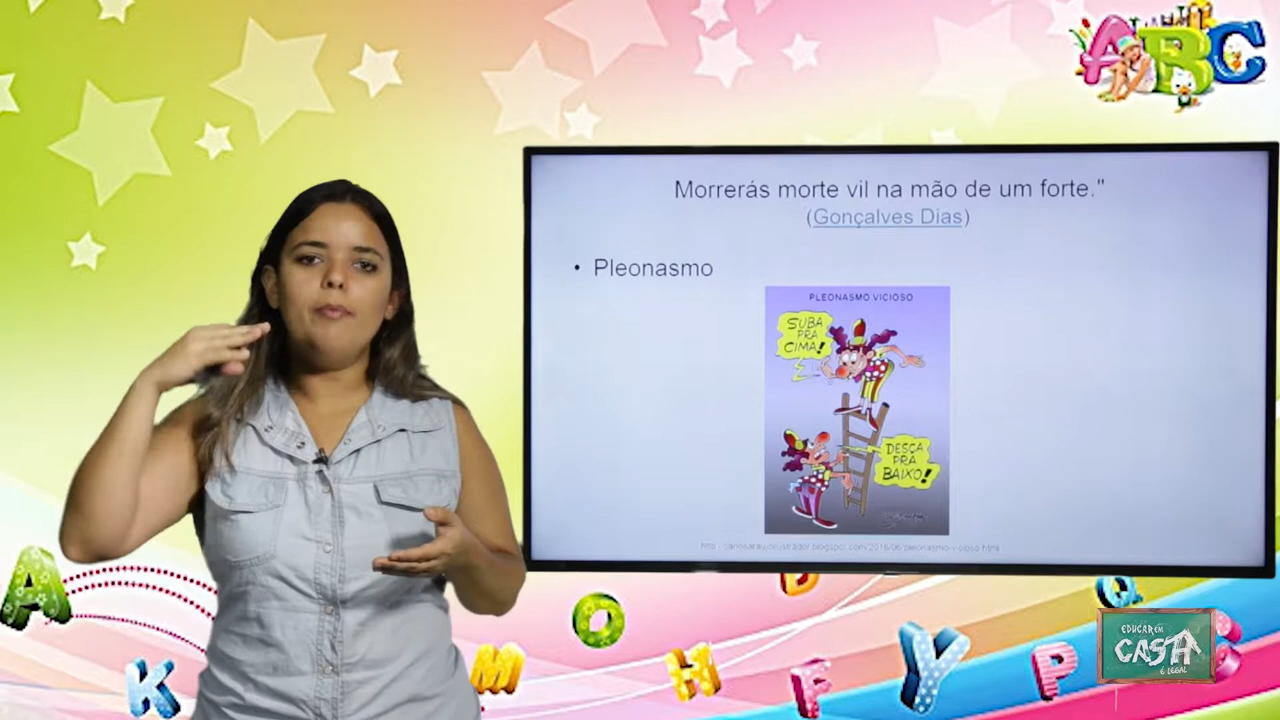 ABC
Morrerás morte vil na mão de um forte."
(Gonçalves Dias)
• Pleonasmo
PLEONASMO VICIOSO
SUBA
PRA
CIMA!
DESÇA
PRA
BAIXO!
A
K
M
O
H
F
Y
P
Q
EDUCAR EM
CASA
É LEGAL